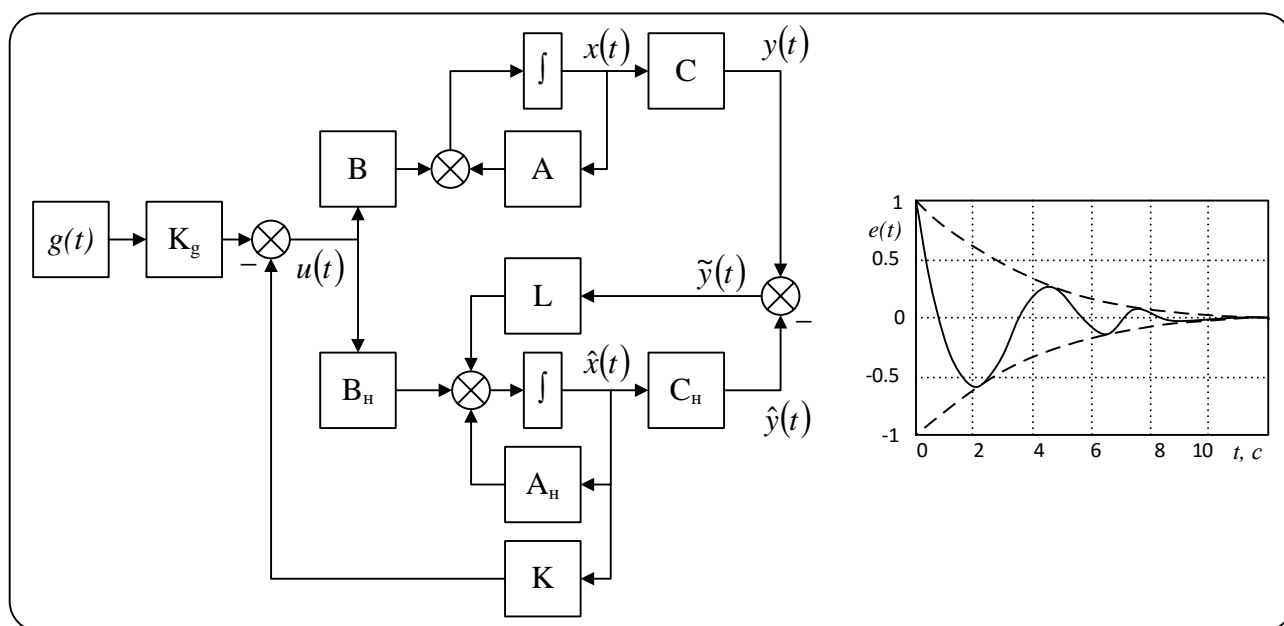 x(t)
y(t)
∫
C
B
A
g(t)
K_g
−
u(t)
L
ỹ(t)
−
B_н
∫
x̂(t)
C_н
ŷ(t)
A_н
K
1
e(t)
0.5
0
-0.5
-1
0 2 4 6 8 10 t, c